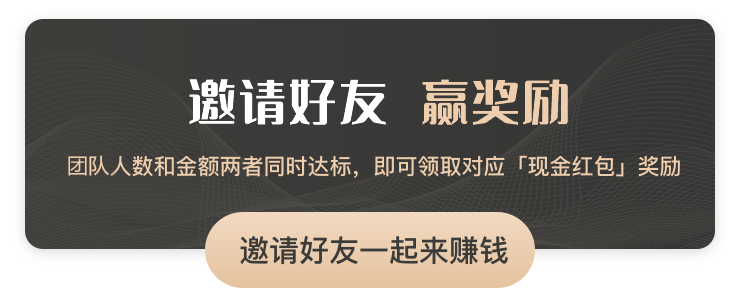 邀请好友 赢奖励
团队人数和金额两者同时达标，即可领取对应「现金红包」奖励
邀请好友一起来赚钱